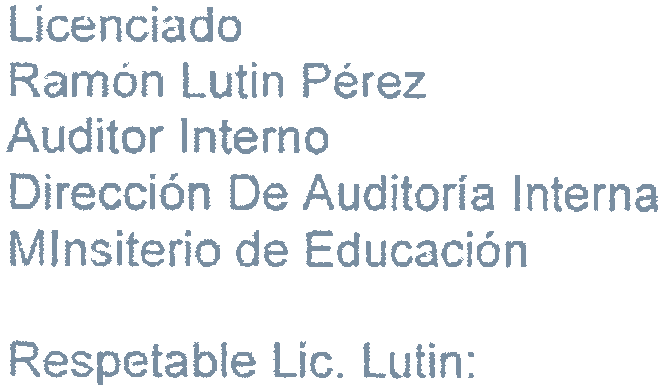 Licenciado
Ramón Lutin Pérez
Auditor Interno
Dirección De Auditoría Interna
MInsiterio de Educación
Respetable Lic. Lutin: